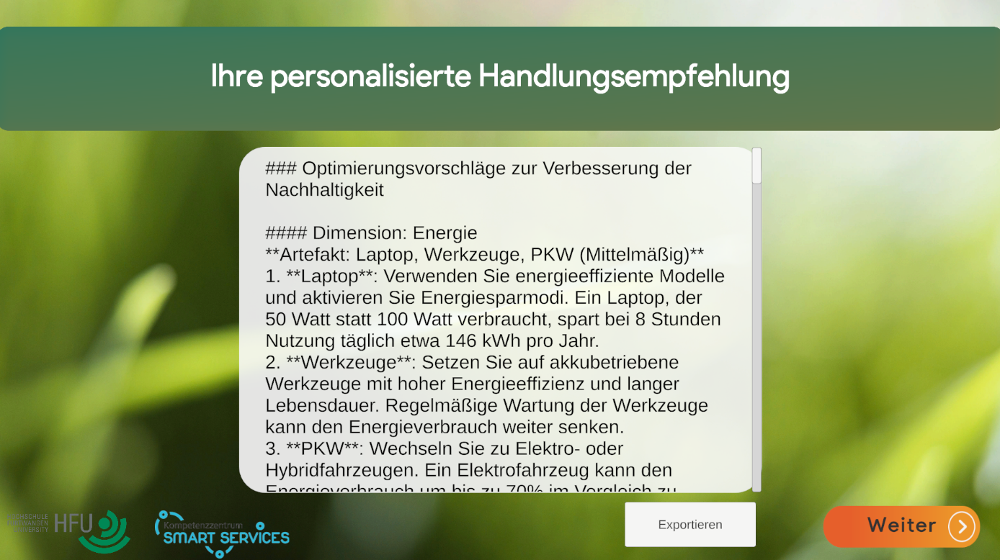 Ihre personalisierte Handlungsempfehlung
### Optimierungsvorschläge zur Verbesserung der
Nachhaltigkeit
#### Dimension: Energie
**Artefakt: Laptop, Werkzeuge, PKW (Mittelmäßig)**
1. **Laptop**: Verwenden Sie energieeffiziente Modelle
und aktivieren Sie Energiesparmodi. Ein Laptop, der
50 Watt statt 100 Watt verbraucht, spart bei 8 Stunden
Nutzung täglich etwa 146 kWh pro Jahr.
2. **Werkzeuge**: Setzen Sie auf akkubetriebene
Werkzeuge mit hoher Energieeffizienz und langer
Lebensdauer. Regelmäßige Wartung der Werkzeuge
kann den Energieverbrauch weiter senken.
3. **PKW**: Wechseln Sie zu Elektro- oder
Hybridfahrzeugen. Ein Elektrofahrzeug kann den
Energieverbrauch um bis zu 70% im Vergleich zu
HOCHSCHULE
FURTWANGEN
UNIVERSITY
HFU
Kompetenzzentrum
SMART SERVICES
Exportieren
Weiter